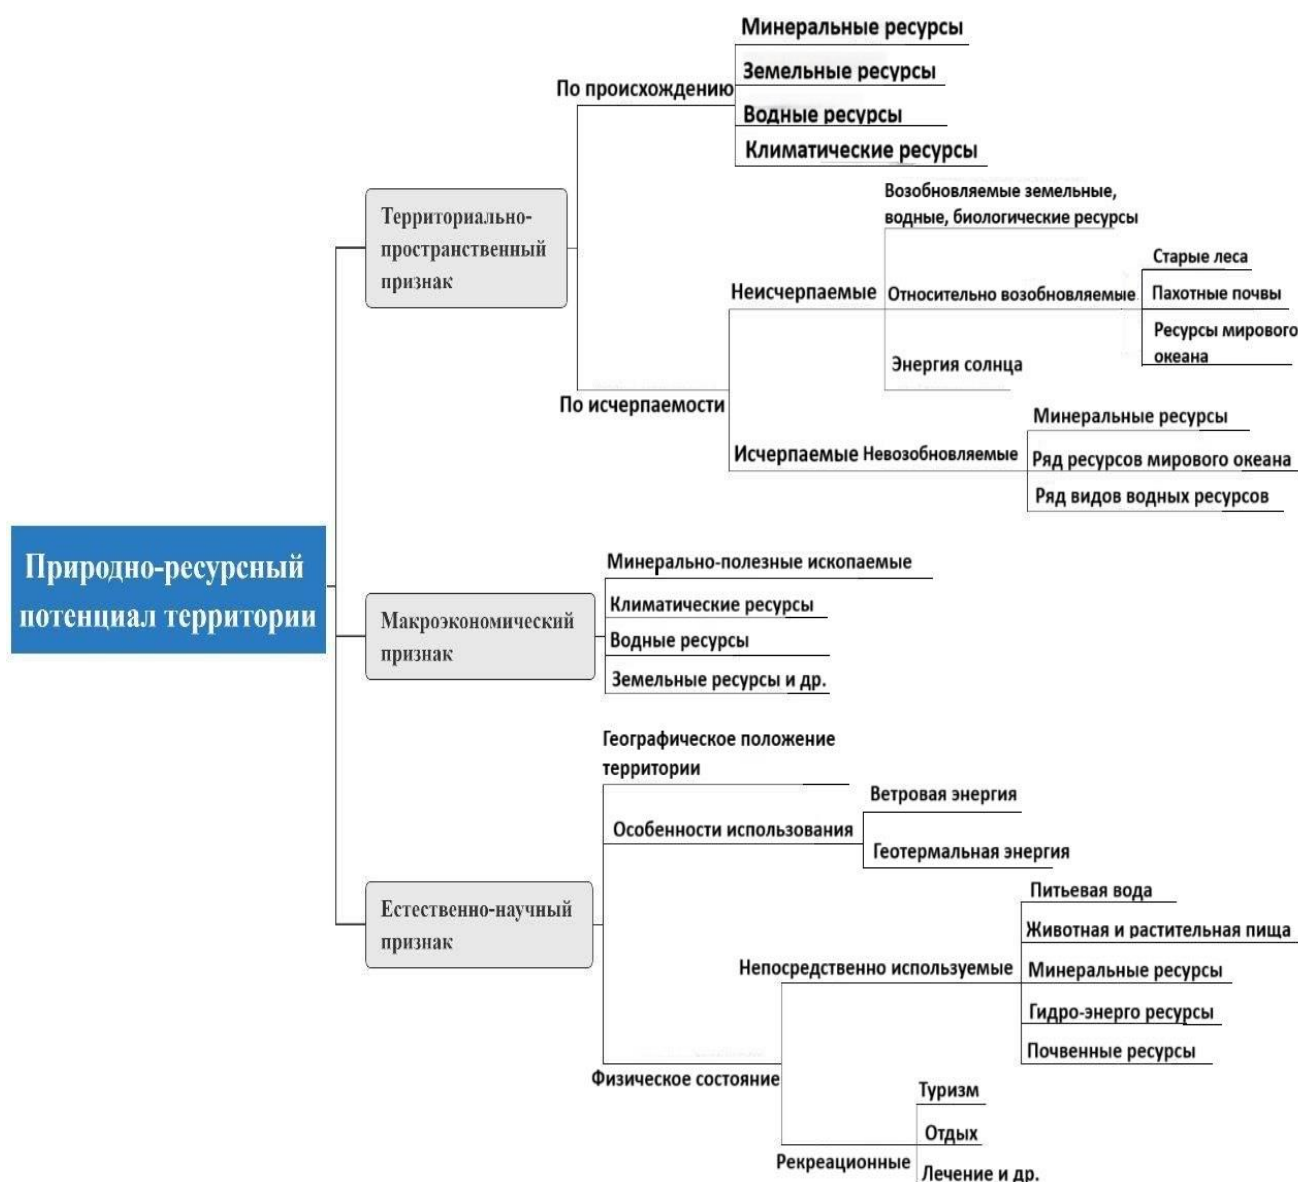 Природно-ресурсный
потенциал территории
Территориально-
пространственный
признак
По происхождению
Минеральные ресурсы
Земельные ресурсы
Водные ресурсы
Климатические ресурсы
По исчерпаемости
Неисчерпаемые
Возобновляемые земельные,
водные, биологические ресурсы
Относительно возобновляемые
Старые леса
Пахотные почвы
Ресурсы мирового
океана
Энергия солнца
Исчерпаемые
Невозобновляемые
Минеральные ресурсы
Ряд ресурсов мирового океана
Ряд видов водных ресурсов
Макроэкономический
признак
Минерально-полезные ископаемые
Климатические ресурсы
Водные ресурсы
Земельные ресурсы и др.
Естественно-научный
признак
Географическое положение
территории
Особенности использования
Ветровая энергия
Геотермальная энергия
Физическое состояние
Непосредственно используемые
Питьевая вода
Животная и растительная пища
Минеральные ресурсы
Гидро-энерго ресурсы
Почвенные ресурсы
Рекреационные
Туризм
Отдых
Лечение и др.